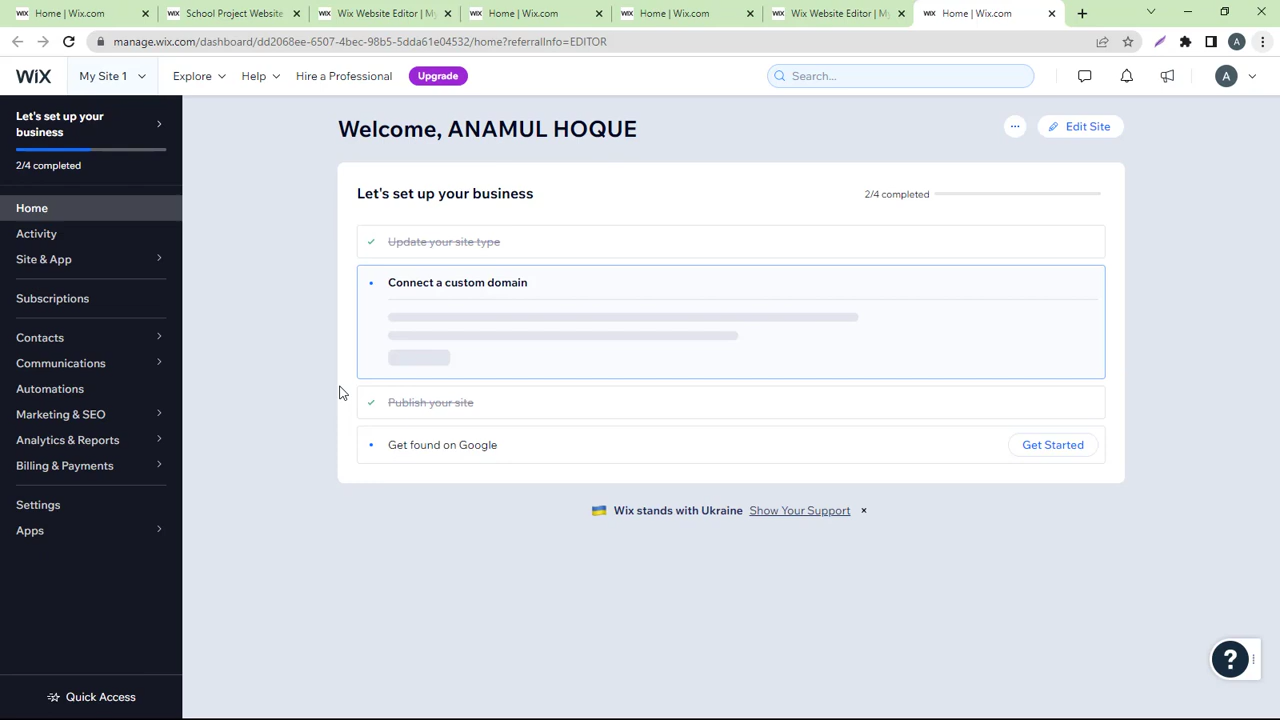 Home | Wix.com
School Project Website
Wix Website Editor | My
Home | Wix.com
Home | Wix.com
Wix Website Editor | My
Home | Wix.com
manage.wix.com/dashboard/dd2068ee-6507-4bec-98b5-5dda61e04532/home?referralInfo=EDITOR
A
WiX
My Site 1
Explore
Help
Hire a Professional
Upgrade
Search...
A
Let's set up your
business
2/4 completed
Home
Activity
Site & App
Subscriptions
Contacts
Communications
Automations
Marketing & SEO
Analytics & Reports
Billing & Payments
Settings
Apps
Quick Access
Welcome, ANAMUL HOQUE
Edit Site
Let's set up your business
2/4 completed
Update your site type
Connect a custom domain
Publish your site
Get found on Google
Get Started
Wix stands with Ukraine Show Your Support
?